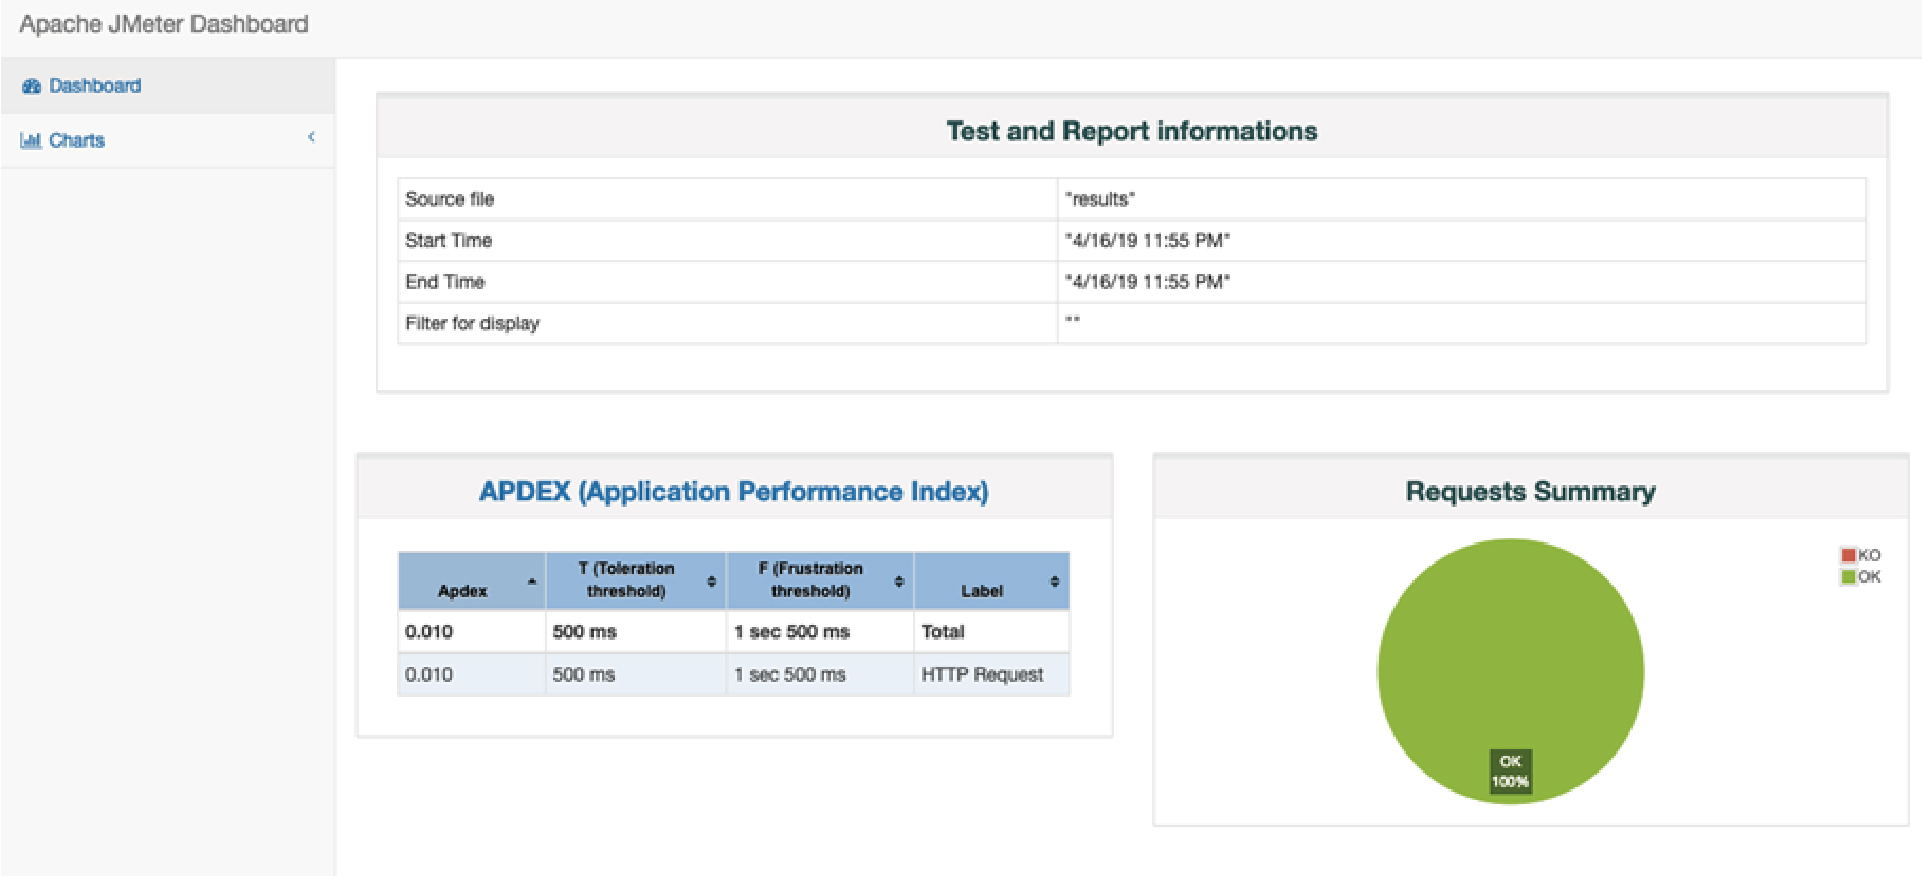 Apache JMeter Dashboard
Dashboard
Charts
Test and Report informations
Source file "results"
Start Time "4/16/19 11:55 PM"
End Time "4/16/19 11:55 PM"
Filter for display ""
APDEX (Application Performance Index)
Apdex T (Toleration threshold) F (Frustration threshold) Label
0.010 500 ms 1 sec 500 ms Total
0.010 500 ms 1 sec 500 ms HTTP Request
Requests Summary
KO
OK
OK
100%